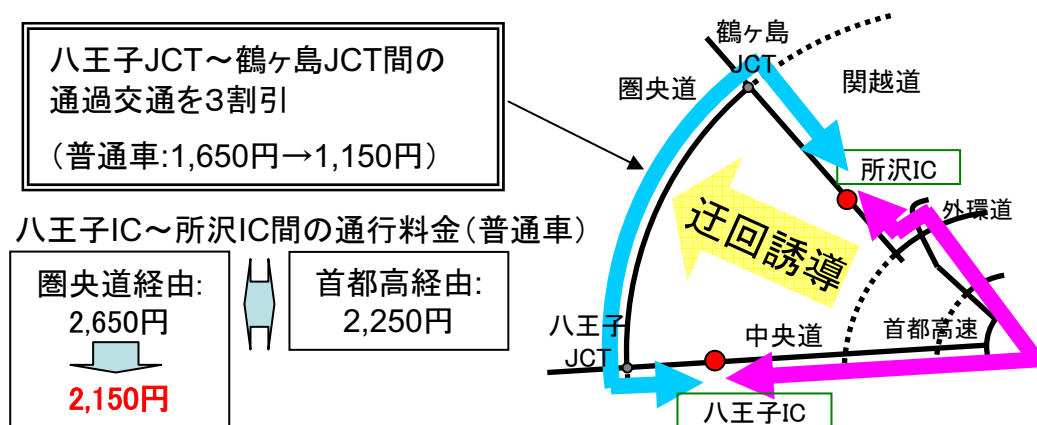 八王子JCT～鶴ヶ島JCT間の
通過交通を3割引
（普通車:1,650円→1,150円）
八王子IC～所沢IC間の通行料金（普通車）
圏央道経由:
2,650円
2,150円
首都高経由:
2,250円
鶴ヶ島
JCT
圏央道
関越道
所沢IC
外環道
迂回誘導
八王子
JCT
中央道
首都高速
八王子IC